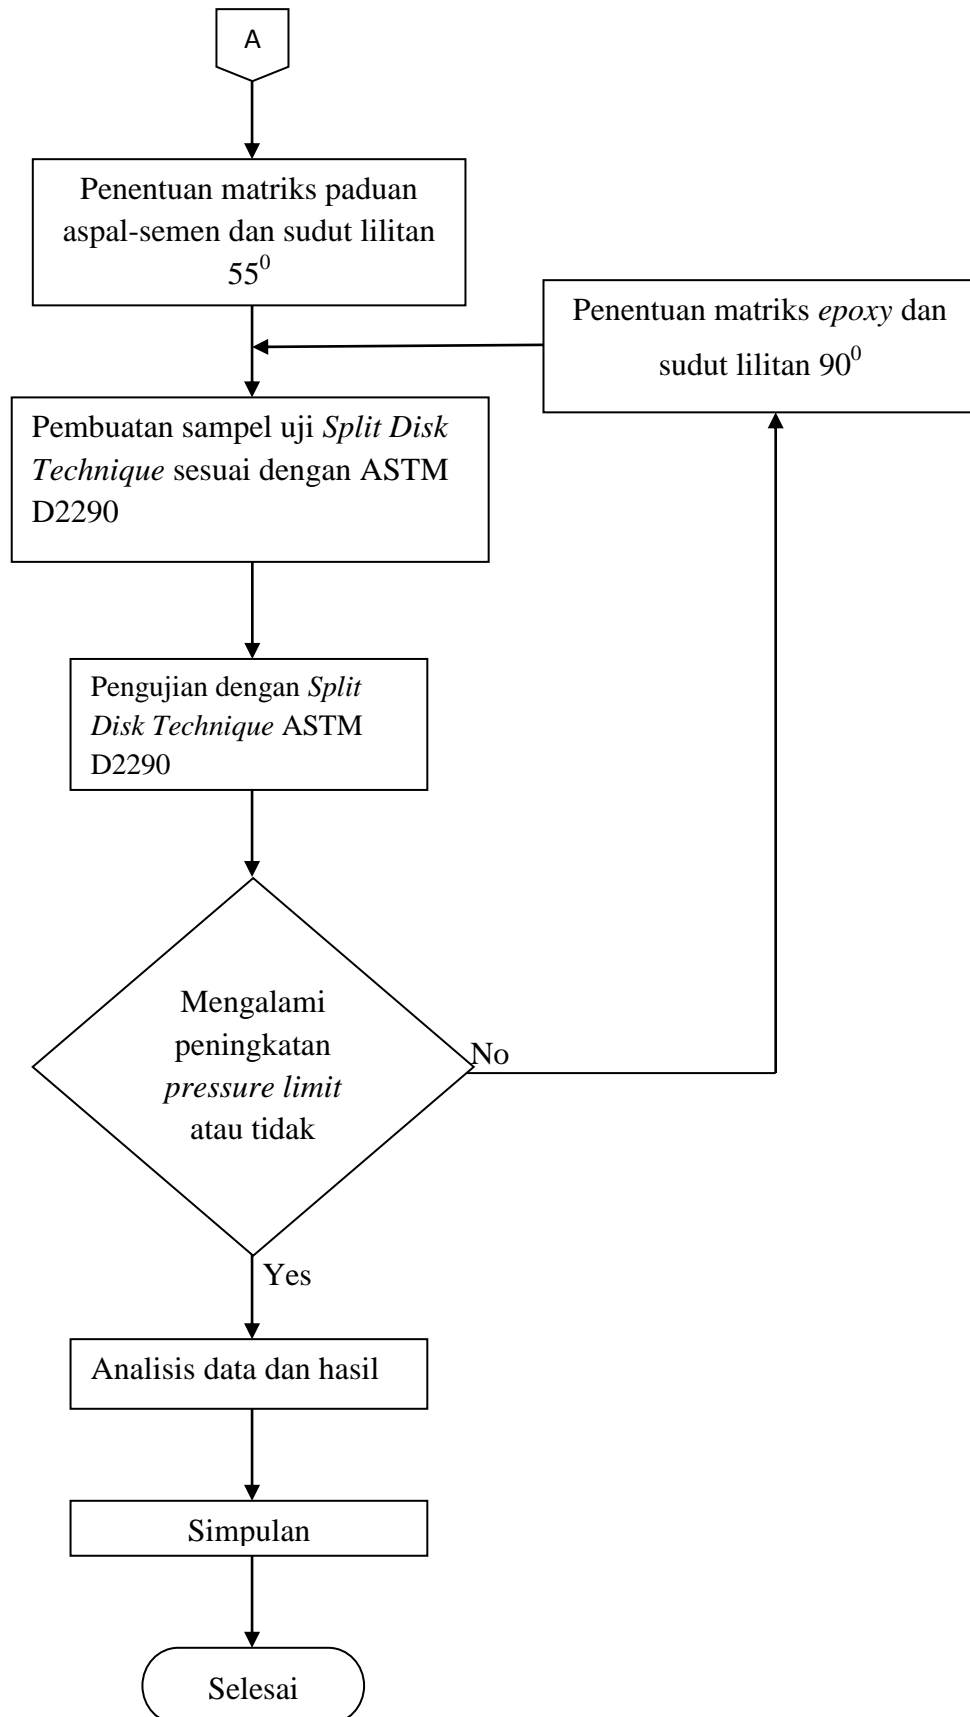 A
Penentuan matriks paduan
aspal-semen dan sudut lilitan
55⁰
Penentuan matriks epoxy dan
sudut lilitan 90⁰
Pembuatan sampel uji Split Disk
Technique sesuai dengan ASTM
D2290
Pengujian dengan Split
Disk Technique ASTM
D2290
Mengalami
peningkatan
pressure limit
atau tidak
No
Yes
Analisis data dan hasil
Simpulan
Selesai